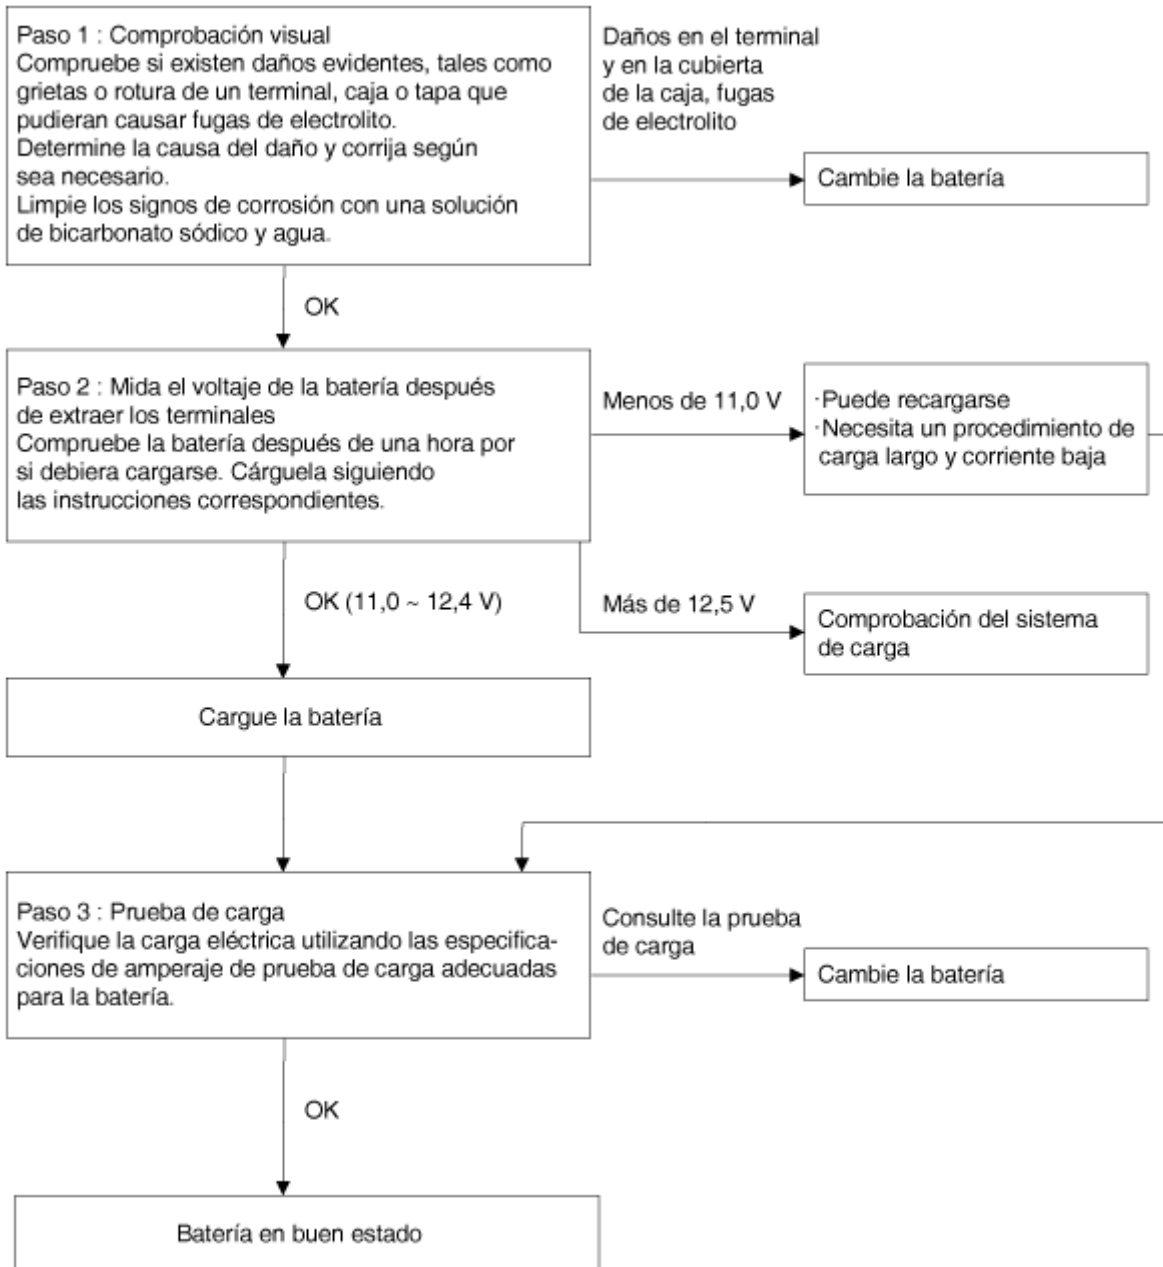 Paso 1 : Comprobación visual
Compruebe si existen daños evidentes, tales como
grietas o rotura de un terminal, caja o tapa que
pudieran causar fugas de electrolito.
Determine la causa del daño y corrija según
sea necesario.
Limpie los signos de corrosión con una solución
de bicarbonato sódico y agua.
Daños en el terminal
y en la cubierta
de la caja, fugas
de electrolito
Cambie la batería
OK
Paso 2 : Mida el voltaje de la batería después
de extraer los terminales
Compruebe la batería después de una hora por
si debiera cargarse. Cárguela siguiendo
las instrucciones correspondientes.
Menos de 11,0 V
·Puede recargarse
·Necesita un procedimiento de
carga largo y corriente baja
OK (11,0 ~ 12,4 V)
Más de 12,5 V
Comprobación del sistema
de carga
Cargue la batería
Paso 3 : Prueba de carga
Verifique la carga eléctrica utilizando las especifica-
ciones de amperaje de prueba de carga adecuadas
para la batería.
Consulte la prueba
de carga
Cambie la batería
OK
Batería en buen estado